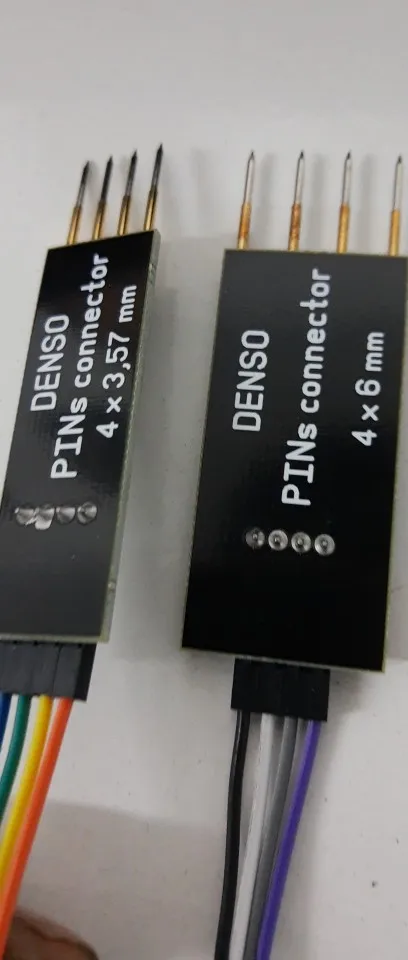 DENSO
PINs connector
4 x 3,57 mm
DENSO
PINs connector
4 x 6 mm